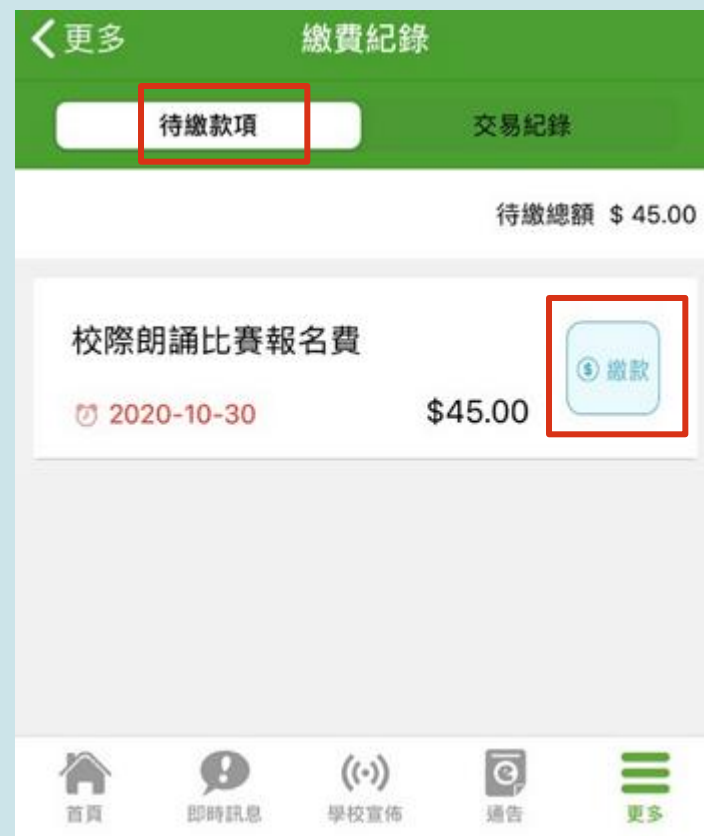 更多 繳費紀錄
待繳款項 交易紀錄
待繳總額 $ 45.00
校際朗誦比賽報名費
$ 繳款
2020-10-30 $45.00
首頁 即時訊息 學校宣佈 通告 更多